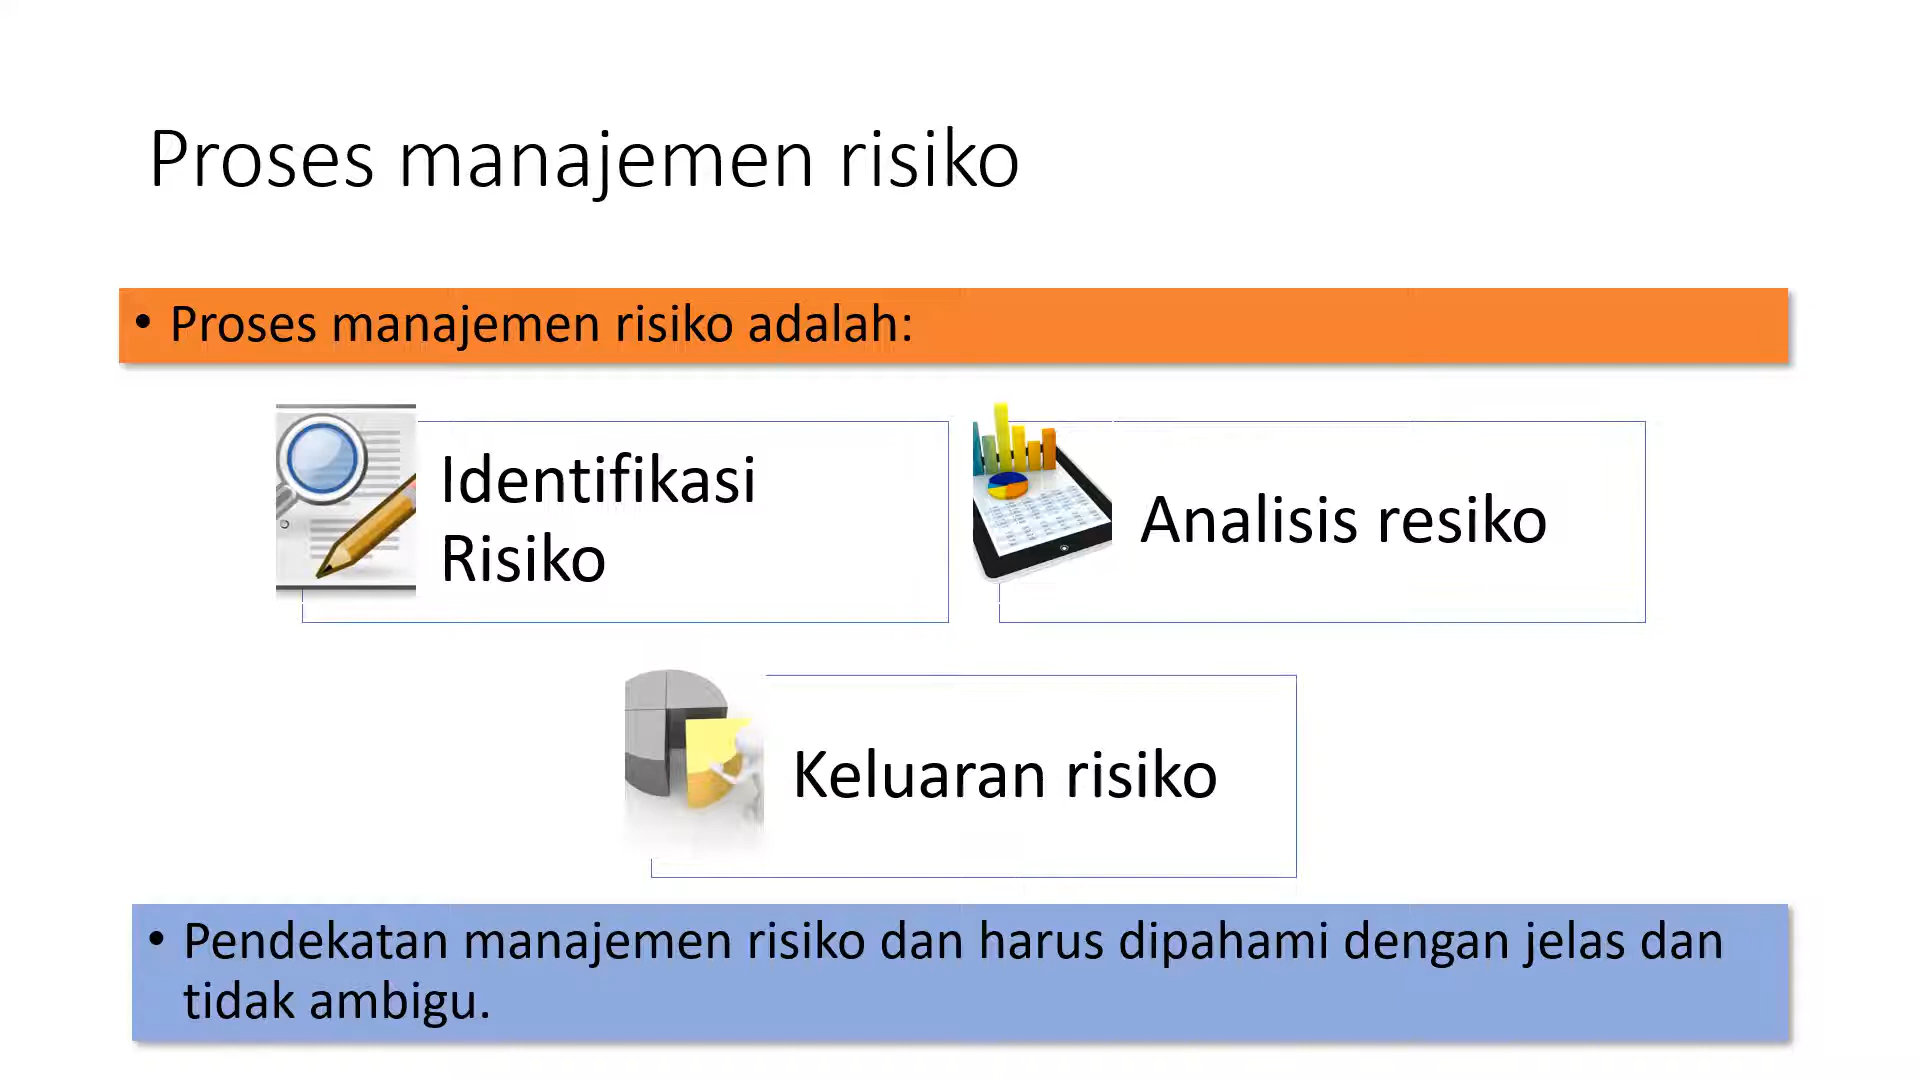 Proses manajemen risiko
• Proses manajemen risiko adalah:
Identifikasi
Risiko
Analisis resiko
Keluaran risiko
• Pendekatan manajemen risiko dan harus dipahami dengan jelas dan
tidak ambigu.